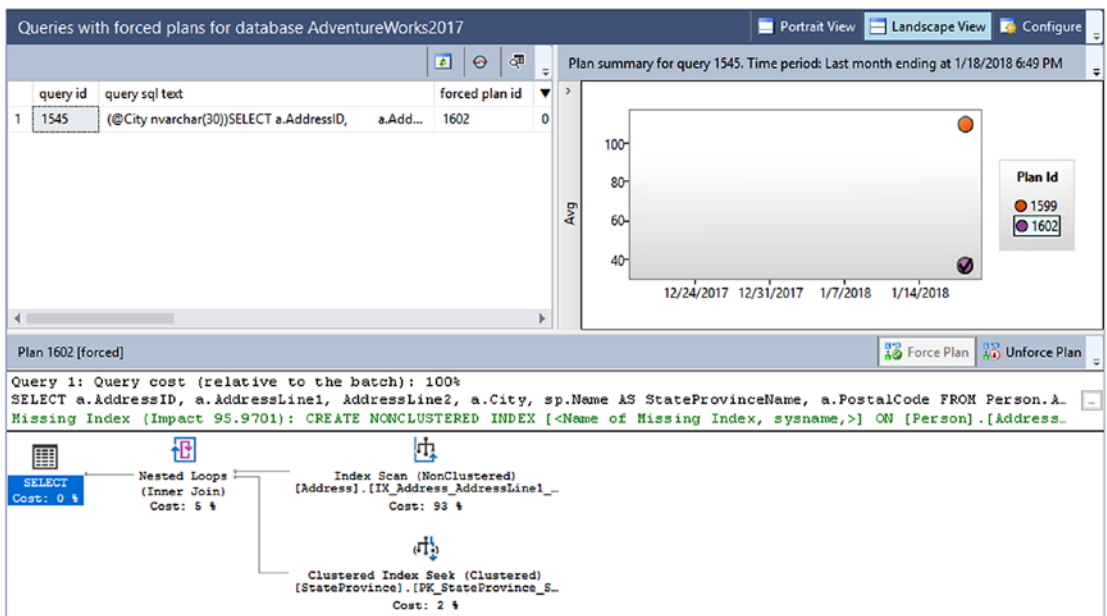 Queries with forced plans for database AdventureWorks2017
Portrait View
Landscape View
Configure
Plan summary for query 1545. Time period: Last month ending at 1/18/2018 6:49 PM
query id query sql text forced plan id
1 1545 (@City nvarchar(30))SELECT a.AddressID, a.Add... 1602 0
Avg
100
80
60
40
12/24/2017 12/31/2017 1/7/2018 1/14/2018
Plan Id
1599
1602
Plan 1602 [forced]
Force Plan
Unforce Plan
Query 1: Query cost (relative to the batch): 100%
SELECT a.AddressID, a.AddressLine1, AddressLine2, a.City, sp.Name AS StateProvinceName, a.PostalCode FROM Person.A…
...
Missing Index (Impact 95.9701): CREATE NONCLUSTERED INDEX [<Name of Missing Index, sysname,>] ON [Person].[Address…
SELECT
Cost: 0 %
Nested Loops
(Inner Join)
Cost: 5 %
Index Scan (NonClustered)
[Address].[IX_Address_AddressLine1_…
Cost: 93 %
Clustered Index Seek (Clustered)
[StateProvince].[PK_StateProvince_S…
Cost: 2 %